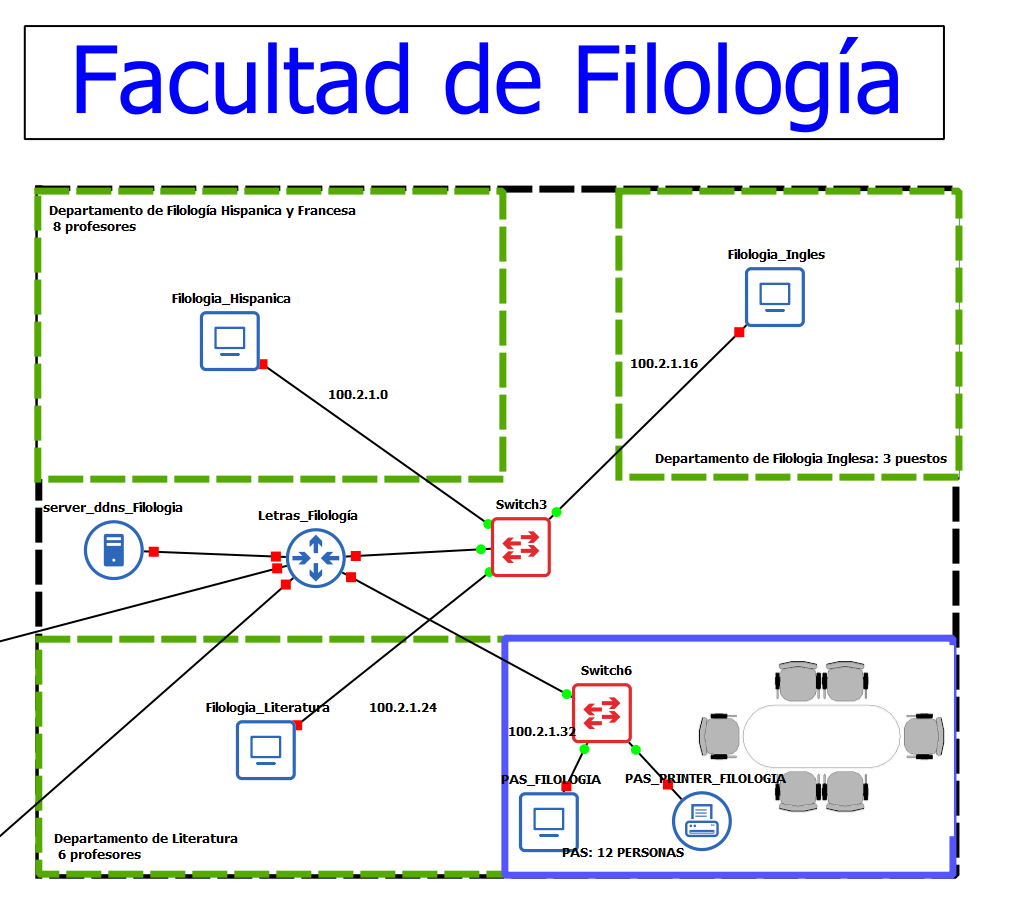 Facultad de Filología
Departamento de Filología Hispanica y Francesa
8 profesores
Filologia_Ingles
Filologia_Hispanica
100.2.1.16
100.2.1.0
Departamento de Filologia Inglesa: 3 puestos
server_ddns_Filologia
Letras_Filología
Switch3
Switch6
Filologia_Literatura
100.2.1.24
100.2.1.32
PAS_FILOLOGIA
PAS_PRINTER_FILOLOGIA
Departamento de Literatura
6 profesores
PAS: 12 PERSONAS